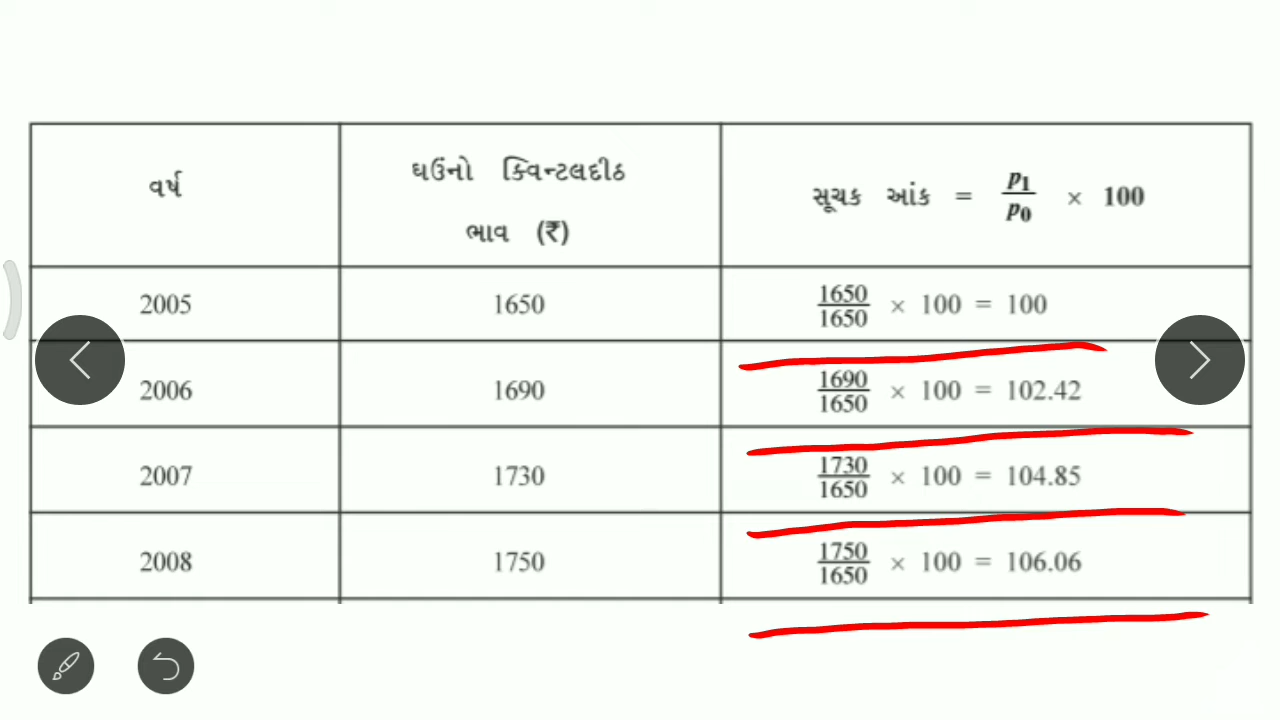 વર્ષ
ઘઉંનો ક્વિન્ટલદીઠ
ભાવ (₹)
સૂચક આંક = p1/p0 × 100
2005 1650 1650/1650 × 100 = 100
2006 1690 1690/1650 × 100 = 102.42
2007 1730 1730/1650 × 100 = 104.85
2008 1750 1750/1650 × 100 = 106.06